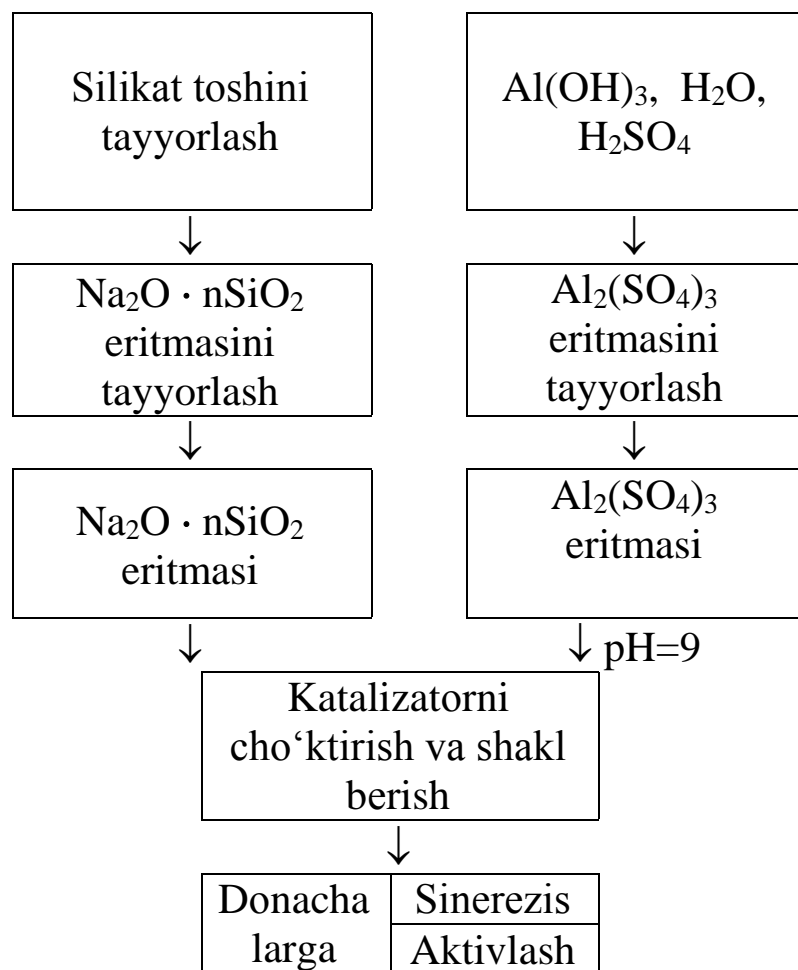 Silikat toshini
tayyorlash
Al(OH)₃, H₂O,
H₂SO₄
↓
↓
Na₂O · nSiO₂
eritmasini
tayyorlash
Al₂(SO₄)₃
eritmasini
tayyorlash
↓
↓
Na₂O · nSiO₂
eritmasi
Al₂(SO₄)₃
eritmasi
↓
↓ pH=9
Katalizatorni
cho‘ktirish va shakl
berish
↓
Donacha
larga
Sinerezis
Aktivlash